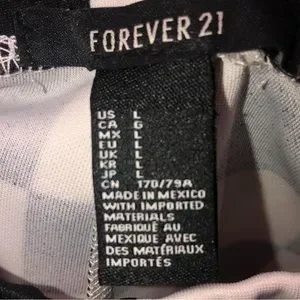 FOREVER 21
US L
CA G
MX L
EU L
UK L
KR L
JP L
CN 170/79A
MADE IN MEXICO
WITH IMPORTED
MATERIALS
FABRIQUÉ AU
MEXIQUE AVEC
DES MATÉRIAUX
IMPORTÉS